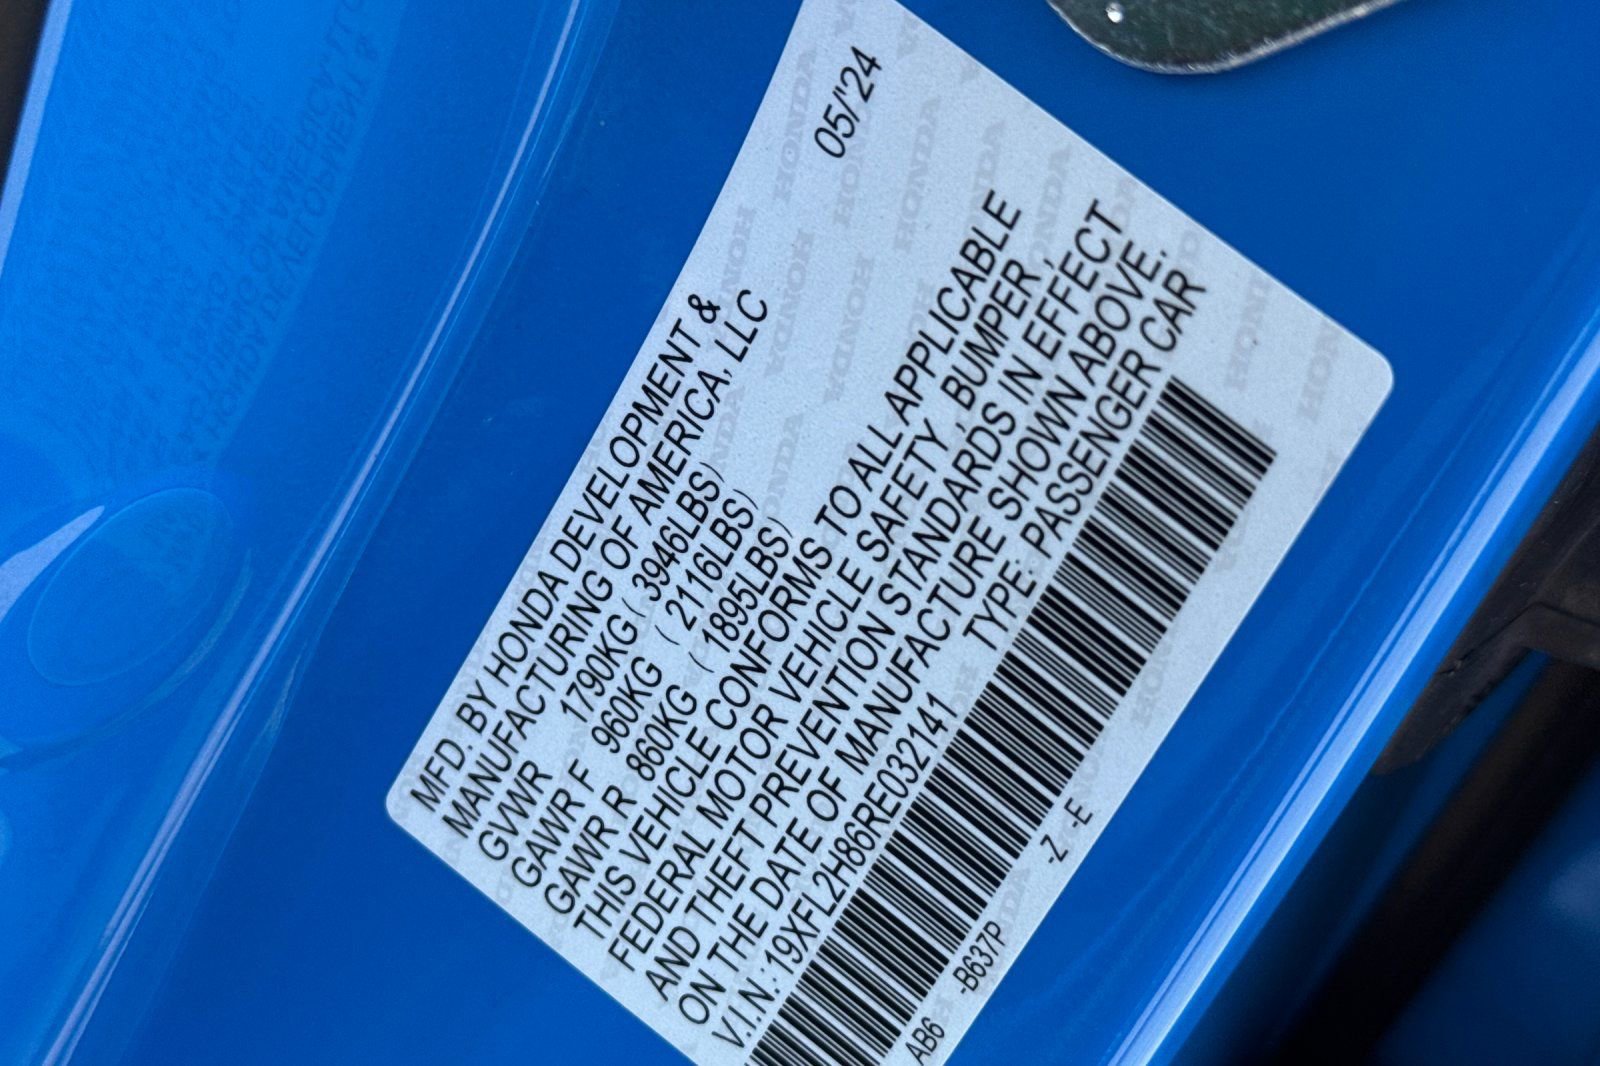 05/'24
MFD. BY HONDA DEVELOPMENT &
MANUFACTURING OF AMERICA, LLC
GVWR 1790KG ( 3946LBS)
GAWR F 960KG ( 2116LBS)
GAWR R 860KG ( 1895LBS)
THIS VEHICLE CONFORMS TO ALL APPLICABLE
FEDERAL MOTOR VEHICLE SAFETY , BUMPER ,
AND THEFT PREVENTION STANDARDS IN EFFECT
ON THE DATE OF MANUFACTURE SHOWN ABOVE.
V.I.N.: 19XFL2H86RE032141 TYPE: PASSENGER CAR
AB6 -B637P -Z -E